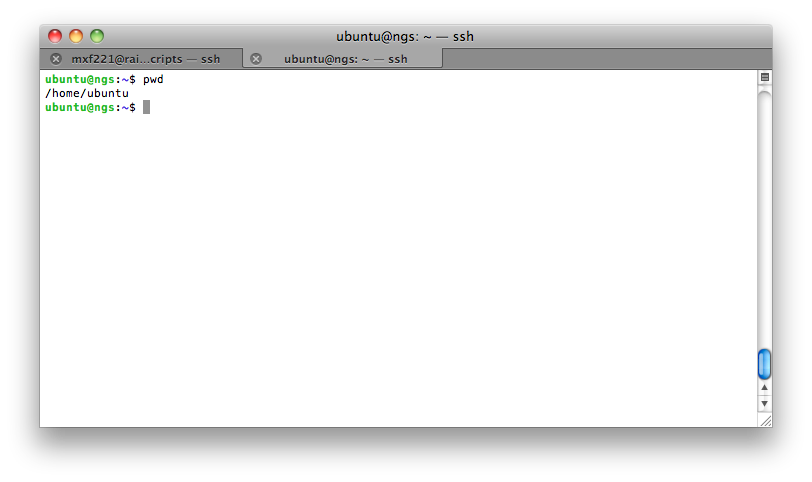 ubuntu@ngs: ~ — ssh
mxf221@rai...cripts — ssh
ubuntu@ngs: ~ — ssh
ubuntu@ngs:~$ pwd
/home/ubuntu
ubuntu@ngs:~$